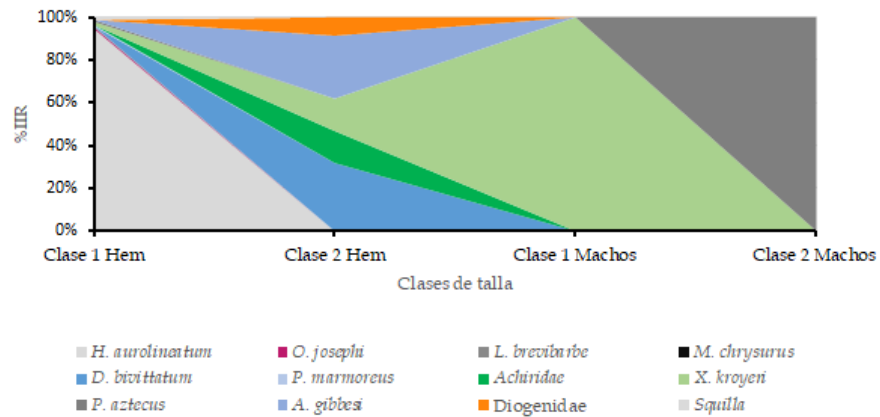 100%
80%
60%
40%
20%
0%
%IIR
Clase 1 Hem Clase 2 Hem Clase 1 Machos Clase 2 Machos
Clases de talla
H. aurolineatum O. josephi L. brevibarbe M. chrysurus
D. bivittatum P. marmoreus Achiridae X. kroyeri
P. aztecus A. gibbesi Diogenidae Squilla